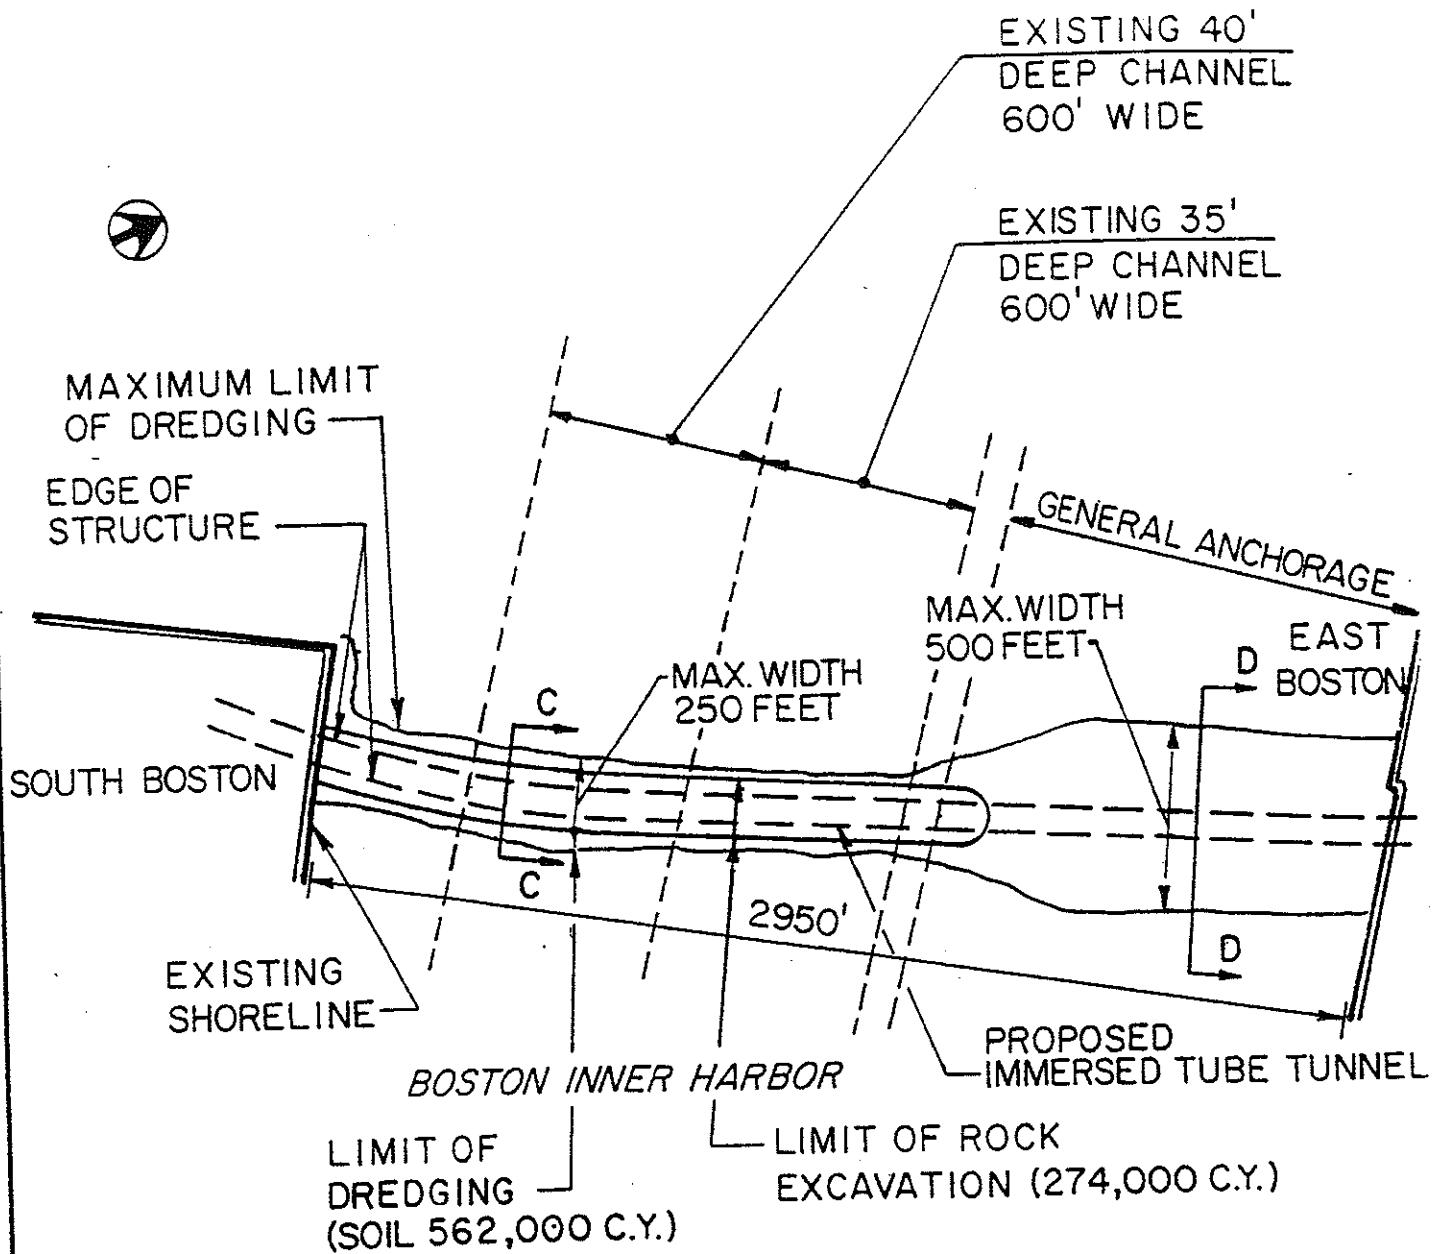 EXISTING 40'
DEEP CHANNEL
600' WIDE
EXISTING 35'
DEEP CHANNEL
600' WIDE
MAXIMUM LIMIT
OF DREDGING
EDGE OF
STRUCTURE
GENERAL ANCHORAGE
MAX. WIDTH
500 FEET
EAST
BOSTON
D
MAX. WIDTH
250 FEET
C
SOUTH BOSTON
C
2950'
D
EXISTING
SHORELINE
PROPOSED
IMMERSED TUBE TUNNEL
BOSTON INNER HARBOR
LIMIT OF
DREDGING
(SOIL 562,000 C.Y.)
LIMIT OF ROCK
EXCAVATION (274,000 C.Y.)